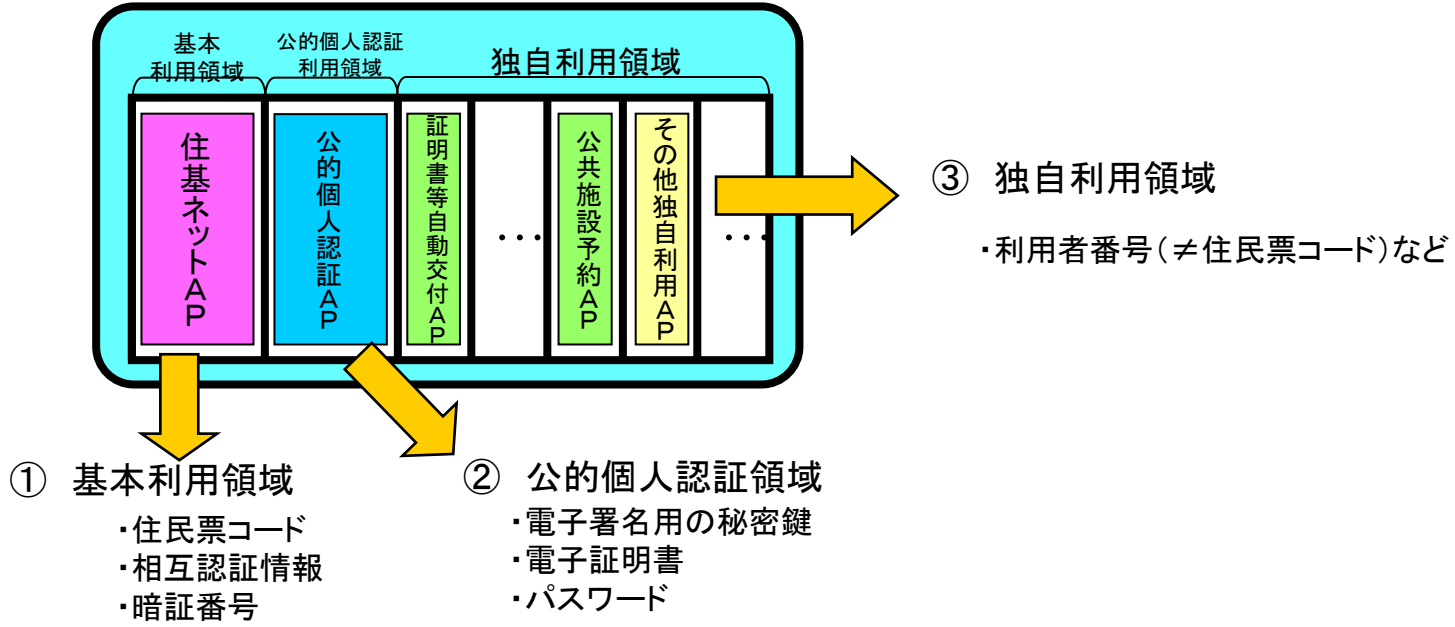 基本
利用領域
公的個人認証
利用領域
独自利用領域
住基ネットAP
公的個人認証AP
証明書等自動交付AP
・・・
公共施設予約AP
その他独自利用AP
・・・
③ 独自利用領域
・利用者番号(≠住民票コード)など
① 基本利用領域
・住民票コード
・相互認証情報
・暗証番号
② 公的個人認証領域
・電子署名用の秘密鍵
・電子証明書
・パスワード